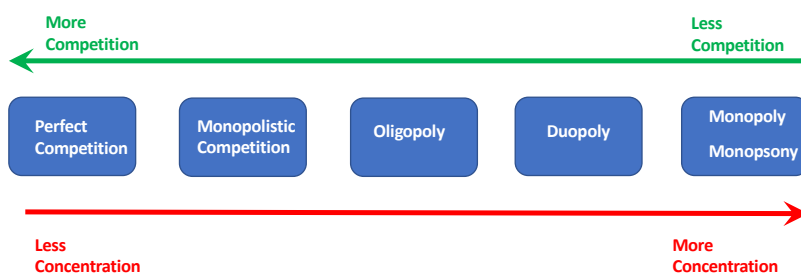 More
Competition
Less
Competition
Perfect
Competition
Monopolistic
Competition
Oligopoly
Duopoly
Monopoly
Monopsony
Less
Concentration
More
Concentration